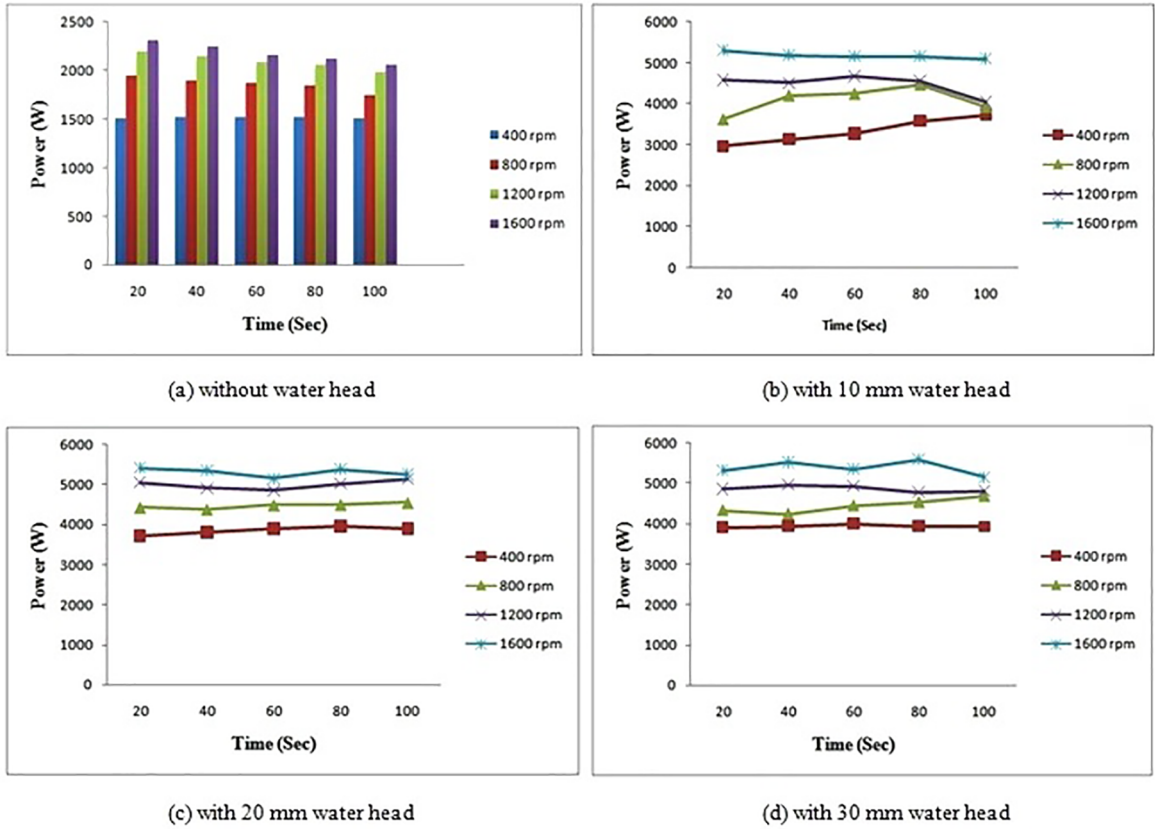 2500
2000
1500
1000
500
0
Power (W)
20 40 60 80 100
Time (Sec)
400 rpm
800 rpm
1200 rpm
1600 rpm
(a) without water head
6000
5000
4000
3000
2000
1000
0
Power (W)
20 40 60 80 100
Time (Sec)
400 rpm
800 rpm
1200 rpm
1600 rpm
(b) with 10 mm water head
6000
5000
4000
3000
2000
1000
0
Power (W)
20 40 60 80 100
Time (Sec)
400 rpm
800 rpm
1200 rpm
1600 rpm
(c) with 20 mm water head
6000
5000
4000
3000
2000
1000
0
Power (W)
20 40 60 80 100
Time (Sec)
400 rpm
800 rpm
1200 rpm
1600 rpm
(d) with 30 mm water head